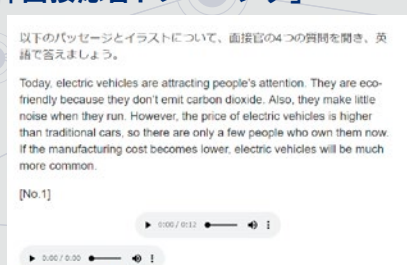 以下のパッセージとイラストについて、面接官の4つの質問を聞き、英
語で答えましょう。
Today, electric vehicles are attracting people's attention. They are eco-
friendly because they don't emit carbon dioxide. Also, they make little
noise when they run. However, the price of electric vehicles is higher
than traditional cars, so there are only a few people who own them now.
If the manufacturing cost becomes lower, electric vehicles will be much
more common.
[No.1]
0:00 / 0:12
0:00 / 0:00